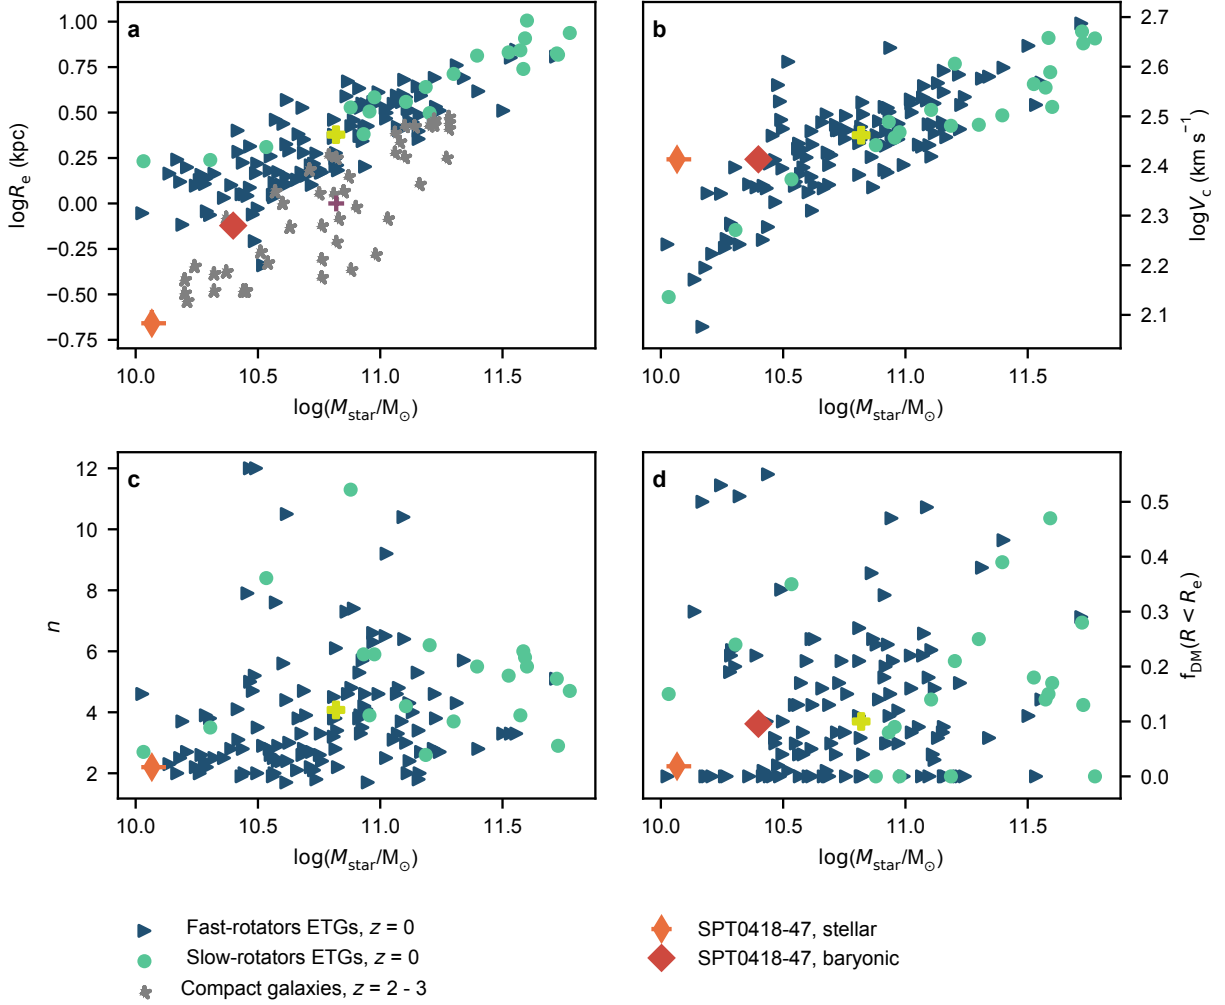 a
1.00
0.75
0.50
0.25
0.00
−0.25
−0.50
−0.75
logRe (kpc)
10.0 10.5 11.0 11.5
log(Mstar/M⊙)
b
2.7
2.6
2.5
2.4
2.3
2.2
2.1
logVc (km s−1)
10.0 10.5 11.0 11.5
log(Mstar/M⊙)
c
12
10
8
6
4
2
n
10.0 10.5 11.0 11.5
log(Mstar/M⊙)
d
0.5
0.4
0.3
0.2
0.1
0.0
fDM(R < Re)
10.0 10.5 11.0 11.5
log(Mstar/M⊙)
Fast-rotators ETGs, z = 0
Slow-rotators ETGs, z = 0
Compact galaxies, z = 2 - 3
SPT0418-47, stellar
SPT0418-47, baryonic